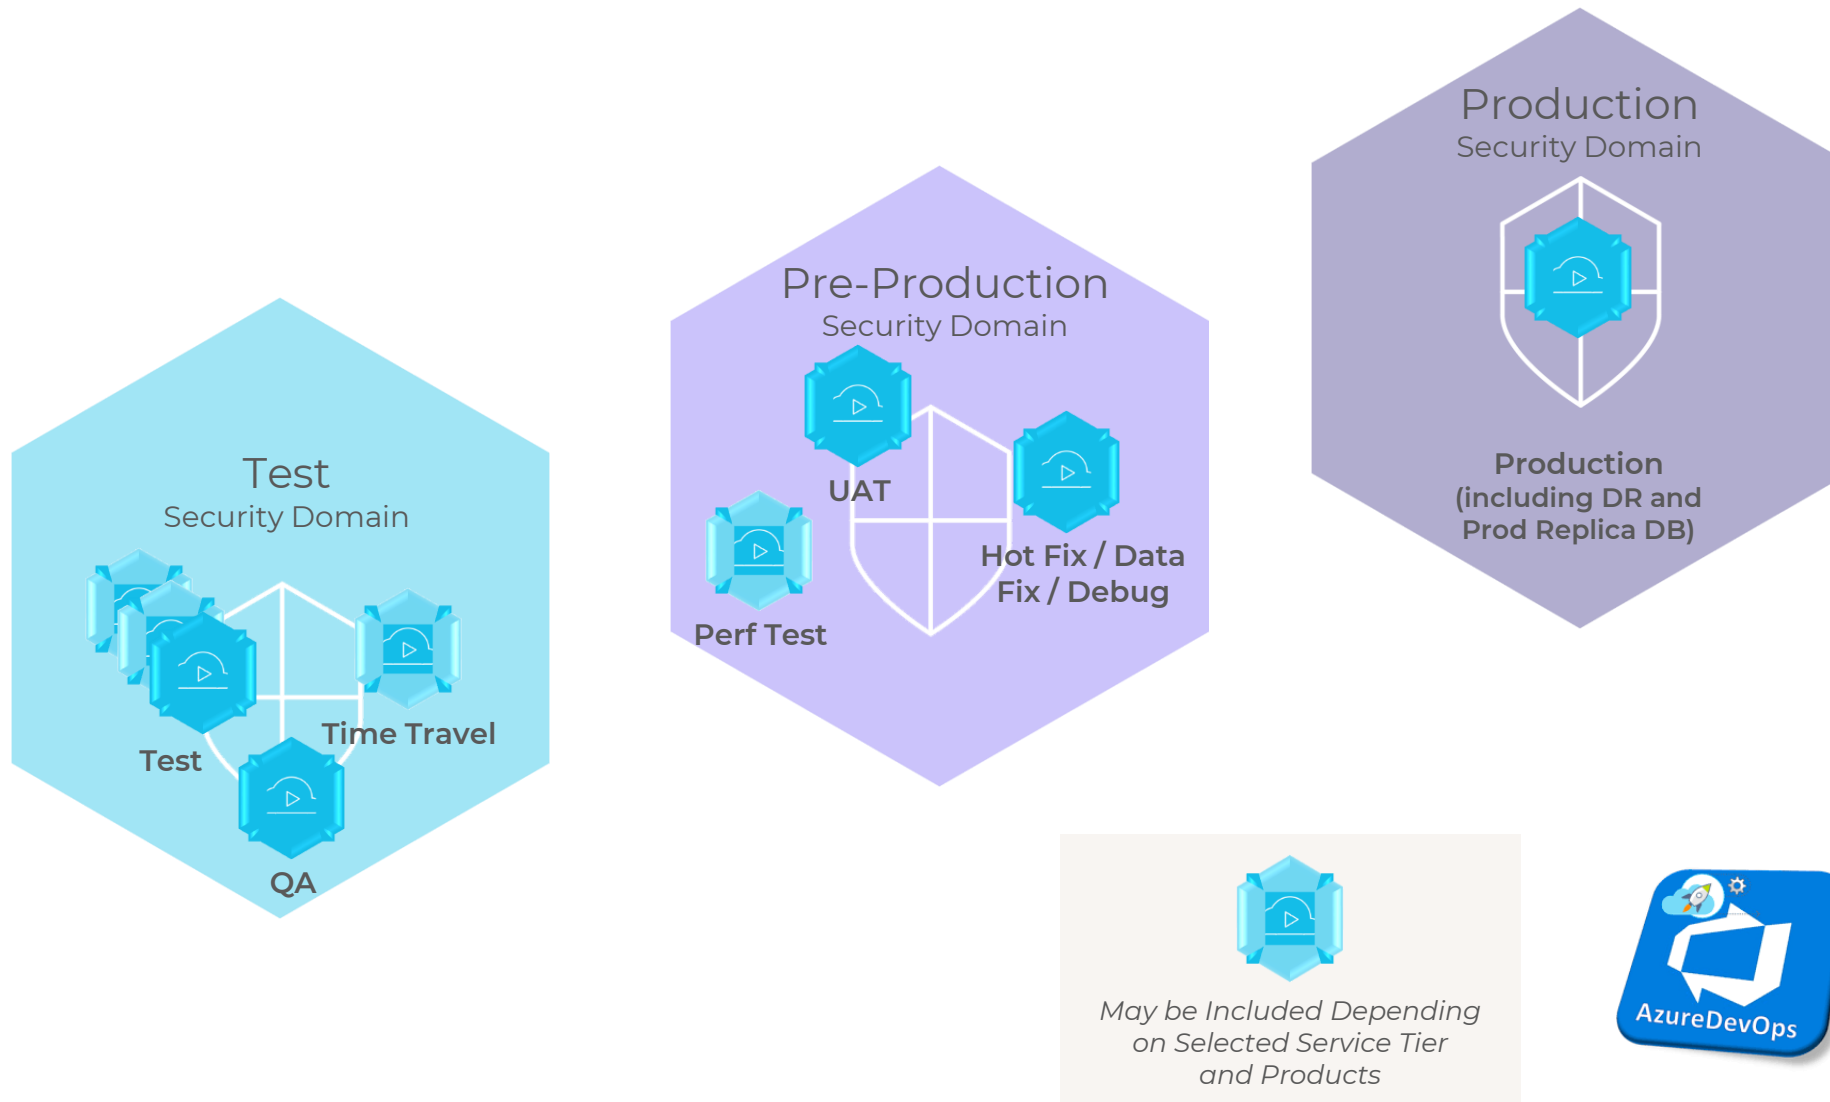 Production
Security Domain
Production
(including DR and
Prod Replica DB)
Pre-Production
Security Domain
UAT
Hot Fix / Data
Fix / Debug
Perf Test
Test
Security Domain
Time Travel
Test
QA
May be Included Depending
on Selected Service Tier
and Products
AzureDevOps